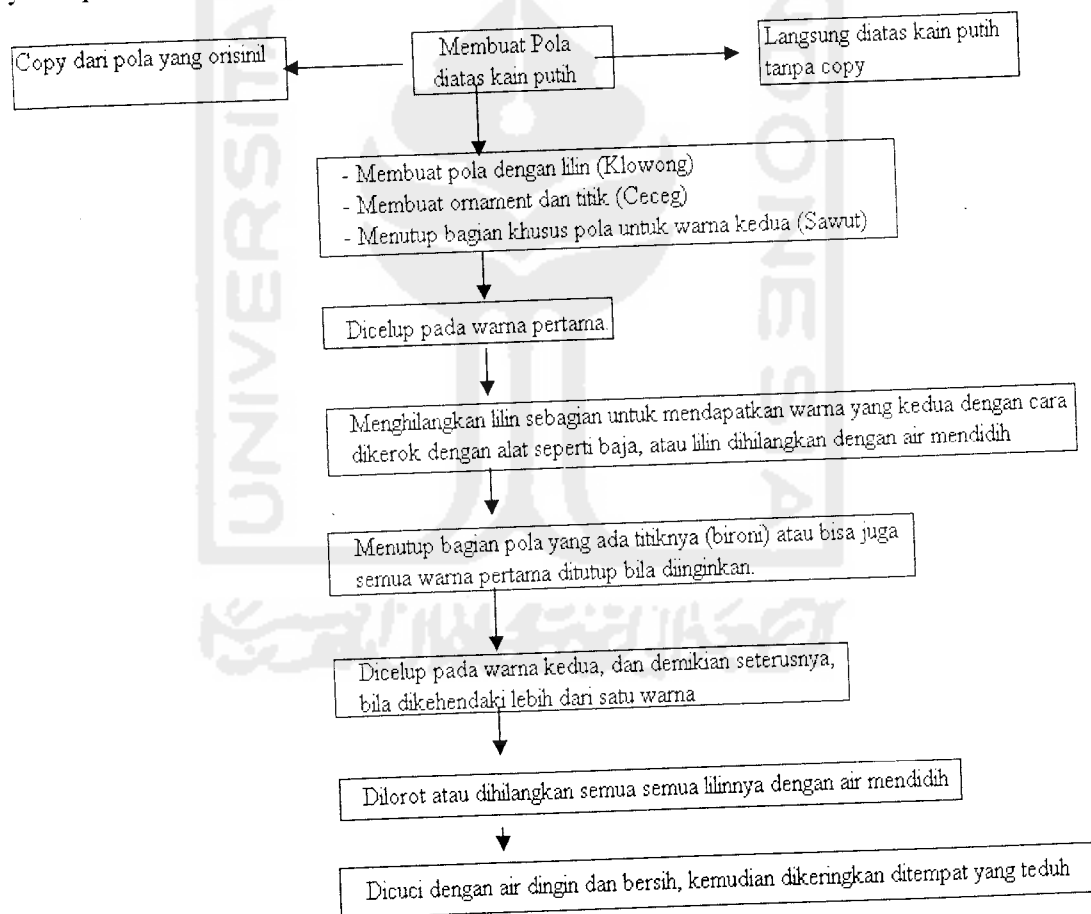 Copy dari pola yang orisinil
Membuat Pola
diatas kain putih
Langsung diatas kain putih
tanpa copy
- Membuat pola dengan lilin (Klowong)
- Membuat ornament dan titik (Ceceg)
- Menutup bagian khusus pola untuk warna kedua (Sawut)
Dicelup pada warna pertama.
Menghilangkan lilin sebagian untuk mendapatkan warna yang kedua dengan cara
dikerok dengan alat seperti baja, atau lilin dihilangkan dengan air mendidih
Menutup bagian pola yang ada titiknya (bironi) atau bisa juga
semua warna pertama ditutup bila diinginkan.
Dicelup pada warna kedua, dan demikian seterusnya,
bila dikehendaki lebih dari satu warna
Dilorot atau dihilangkan semua semua lilinnya dengan air mendidih
Dicuci dengan air dingin dan bersih, kemudian dikeringkan ditempat yang teduh
UNIVERSITA
INDONESIA